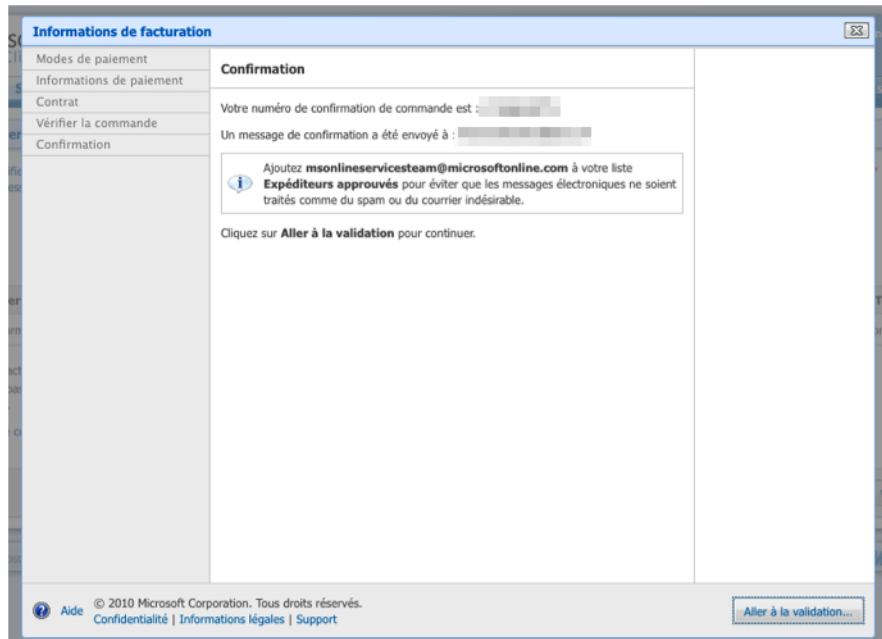 Informations de facturation
Modes de paiement
Informations de paiement
Contrat
Vérifier la commande
Confirmation
Confirmation
Votre numéro de confirmation de commande est :
Un message de confirmation a été envoyé à :
Ajoutez msonlineservicesteam@microsoftonline.com à votre liste
Expéditeurs approuvés pour éviter que les messages électroniques ne soient
traités comme du spam ou du courrier indésirable.
Cliquez sur Aller à la validation pour continuer.
Aide
© 2010 Microsoft Corporation. Tous droits réservés.
Confidentialité | Informations légales | Support
Aller à la validation...